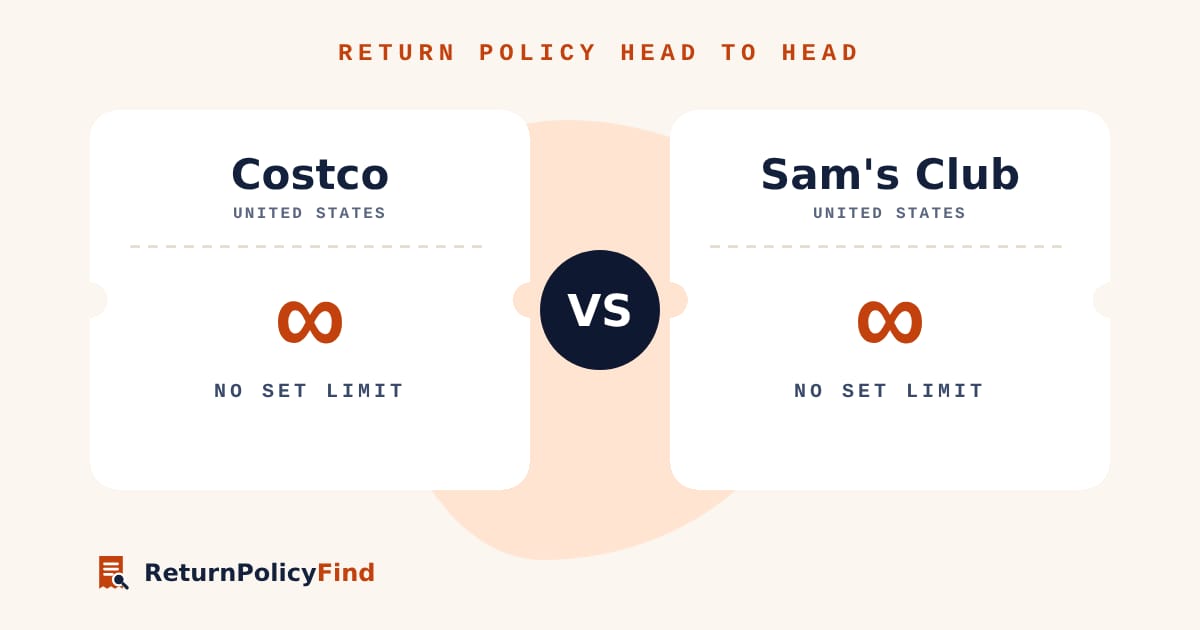 RETURN POLICY HEAD TO HEAD
Costco
UNITED STATES
∞
NO SET LIMIT
VS
Sam's Club
UNITED STATES
∞
NO SET LIMIT
ReturnPolicyFind